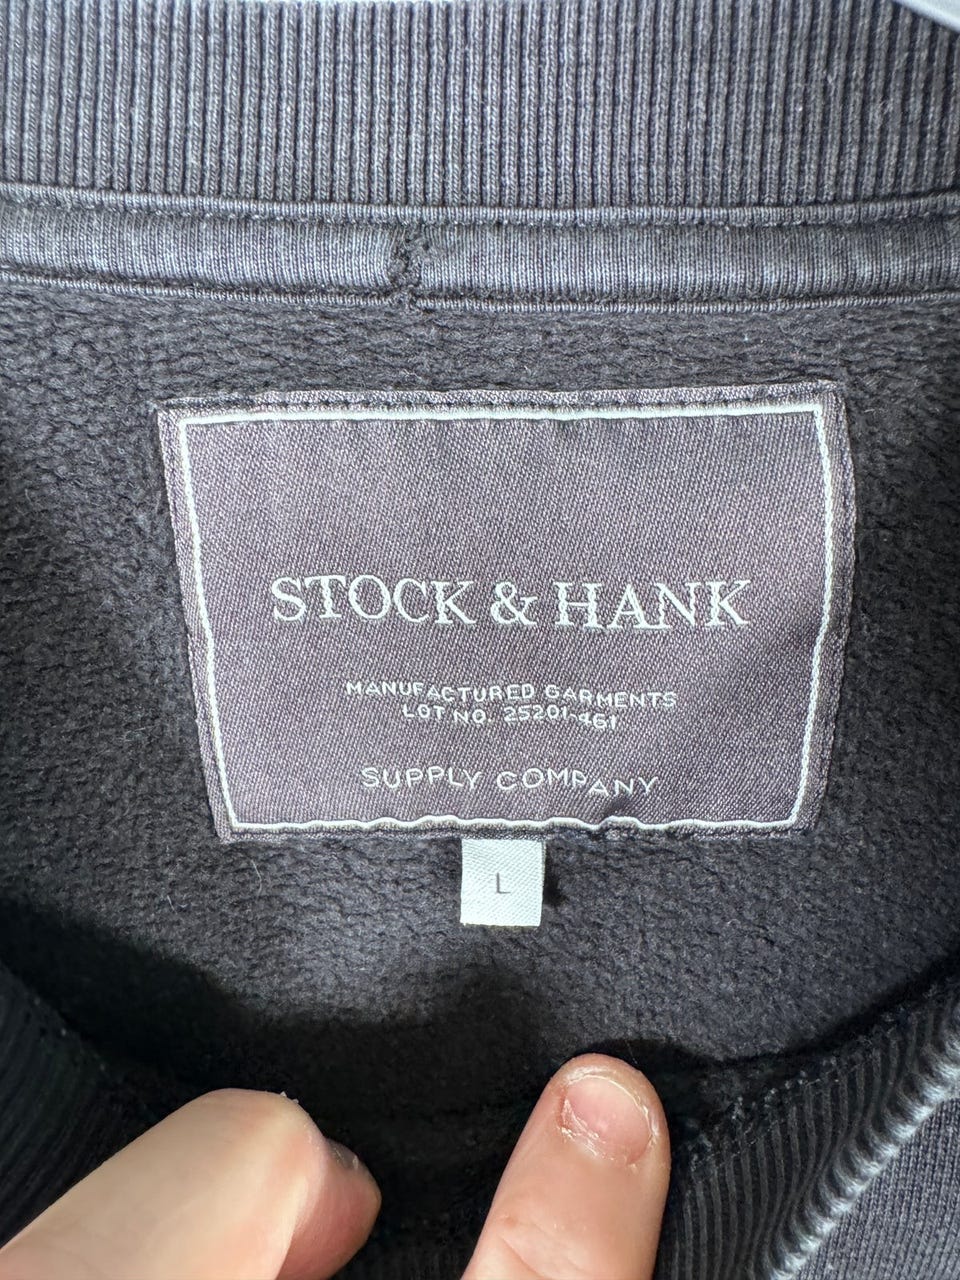 STOCK & HANK
MANUFACTURED GARMENTS
LOT NO. 25201-461
SUPPLY COMPANY
L